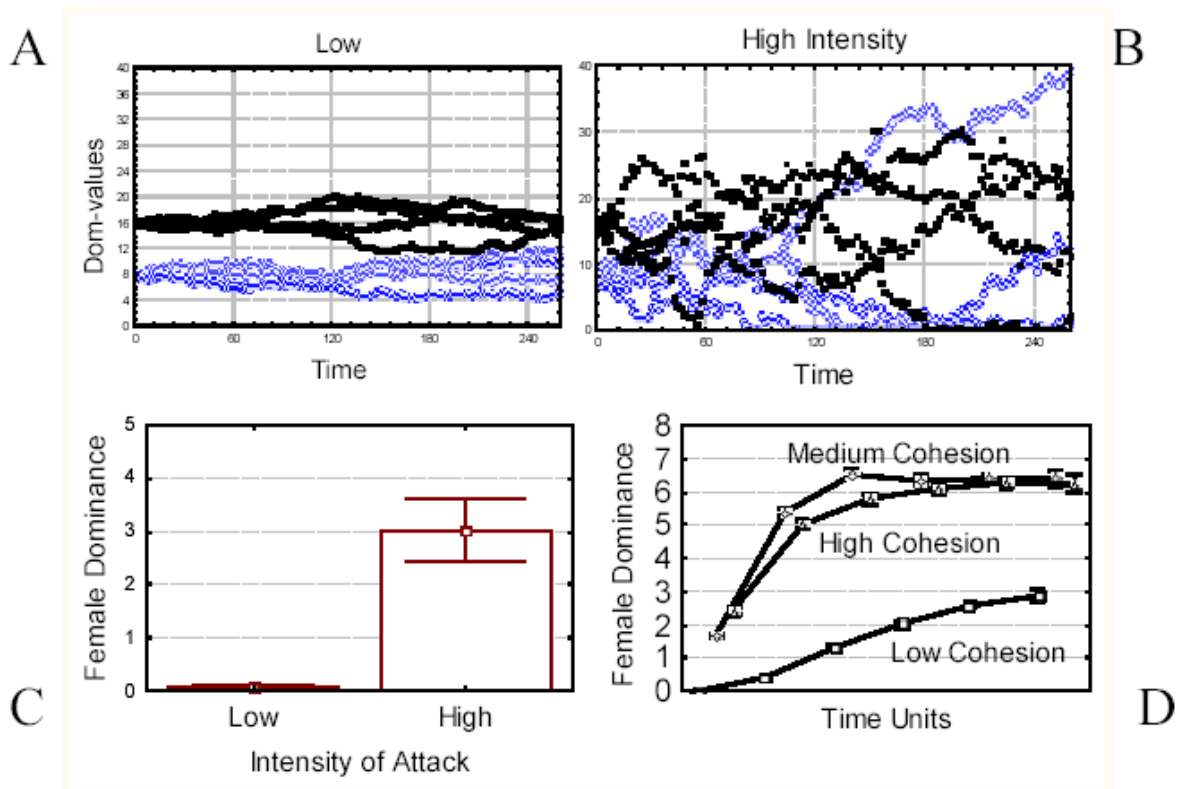 A
Low
High Intensity
B
Dom-values
40
36
32
28
24
20
16
12
8
4
0
0 60 120 180 240
Time
40
30
20
10
0
0 60 120 180 240
Time
Female Dominance
5
4
3
2
1
0
Low High
Intensity of Attack
C
Female Dominance
8
7
6
5
4
3
2
1
0
Medium Cohesion
High Cohesion
Low Cohesion
Time Units
D